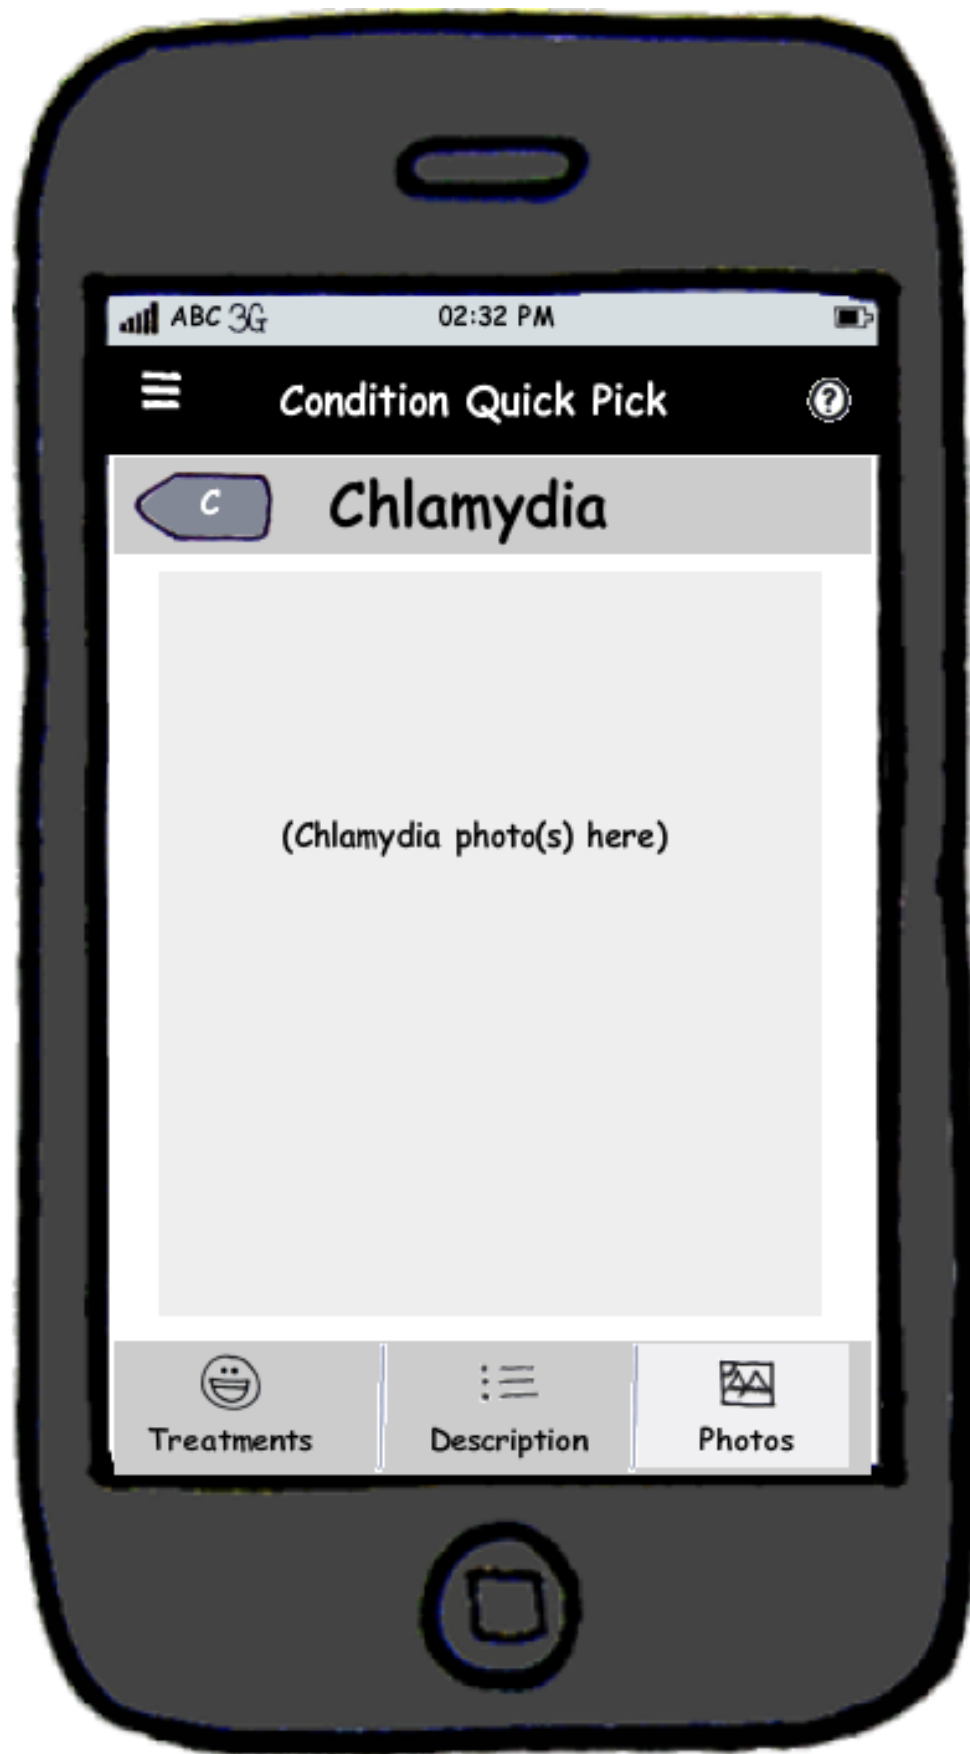 ABC 3G 02:32 PM
Condition Quick Pick ?
C Chlamydia
(Chlamydia photo(s) here)
Treatments Description Photos